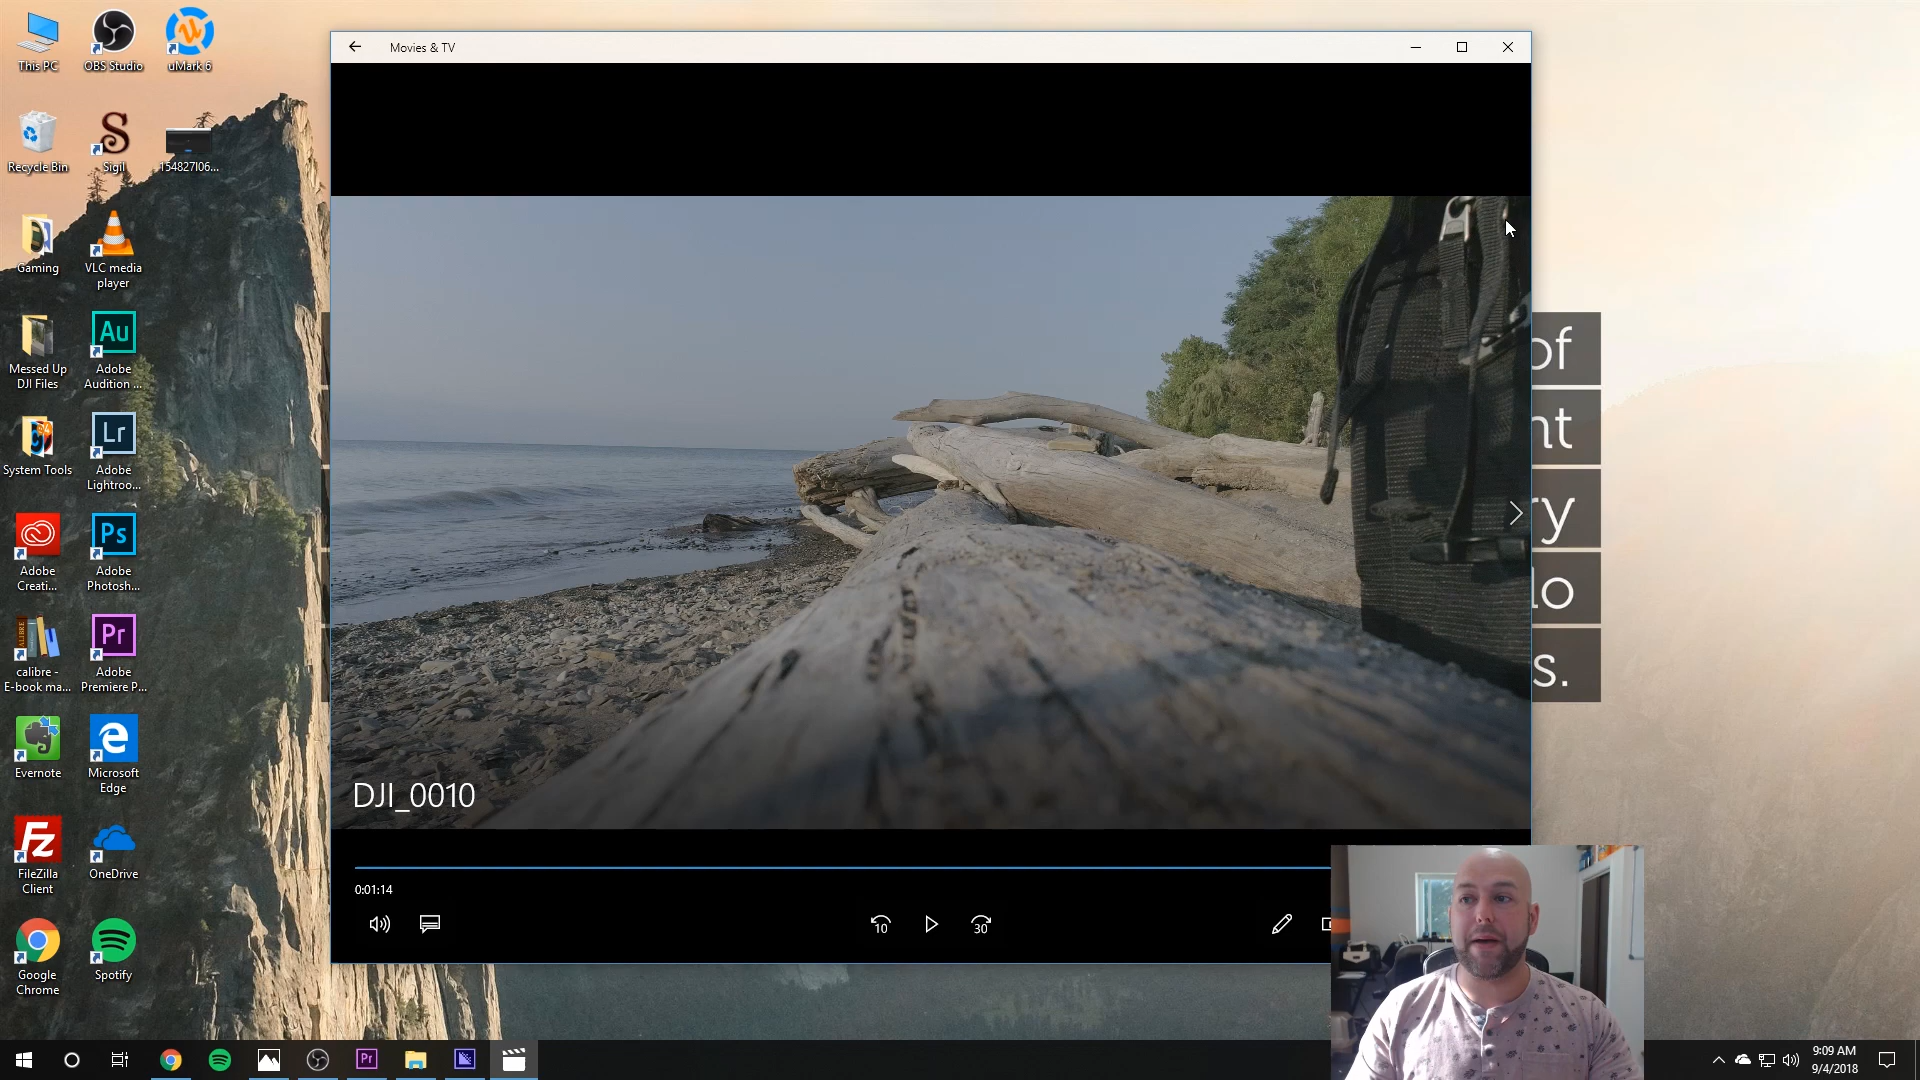 This PC
OBS Studio
uMark 6
Recycle Bin
Sigil
154827I06...
Gaming
VLC media
player
Messed Up
DJI Files
Adobe
Audition ...
System Tools
Adobe
Lightroo...
Adobe
Creati...
Adobe
Photosh...
calibre -
E-book ma...
Adobe
Premiere P...
Evernote
Microsoft
Edge
FileZilla
Client
OneDrive
Google
Chrome
Spotify
Movies & TV
of
nt
ry
lo
s.
DJI_0010
0:01:14
10
30
9:09 AM
9/4/2018